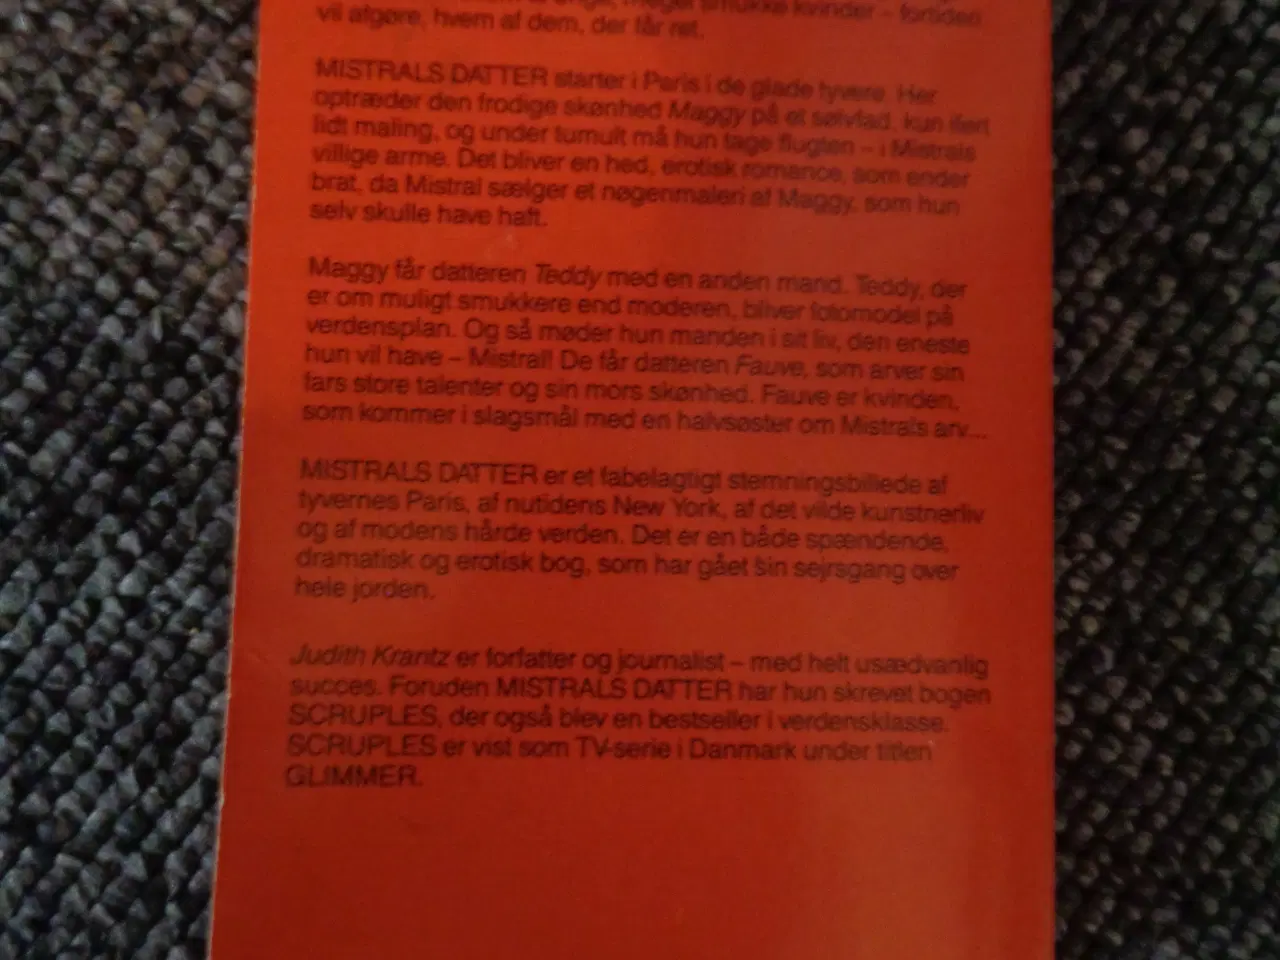 meget smukke kvinder – fortiden
vil afgøre, hvem af dem, der får ret.
MISTRALS DATTER starter i Paris i de glade tyvere. Her
optræder den frodige skønhed Maggy på et sølvfad, kun iført
lidt maling, og under tumult må hun tage flugten – i Mistrals
villige arme. Det bliver en hed, erotisk romance, som ender
brat, da Mistral sælger et nøgenmaleri af Maggy, som hun
selv skulle have haft.
Maggy får datteren Teddy med en anden mand. Teddy, der
er om muligt smukkere end moderen, bliver fotomodel på
verdensplan. Og så møder hun manden i sit liv, den eneste
hun vil have – Mistral! De får datteren Fauve, som arver sin
fars store talenter og sin mors skønhed. Fauve er kvinden,
som kommer i slagsmål med en halvsøster om Mistrals arv...
MISTRALS DATTER er et fabelagtigt stemningsbillede af
tyvernes Paris, af nutidens New York, af det vilde kunstnerliv
og af modens hårde verden. Det er en både spændende,
dramatisk og erotisk bog, som har gået sin sejrsgang over
hele jorden.
Judith Krantz er forfatter og journalist – med helt usædvanlig
succes. Foruden MISTRALS DATTER har hun skrevet bogen
SCRUPLES, der også blev en bestseller i verdensklasse.
SCRUPLES er vist som TV-serie i Danmark under titlen
GLIMMER.